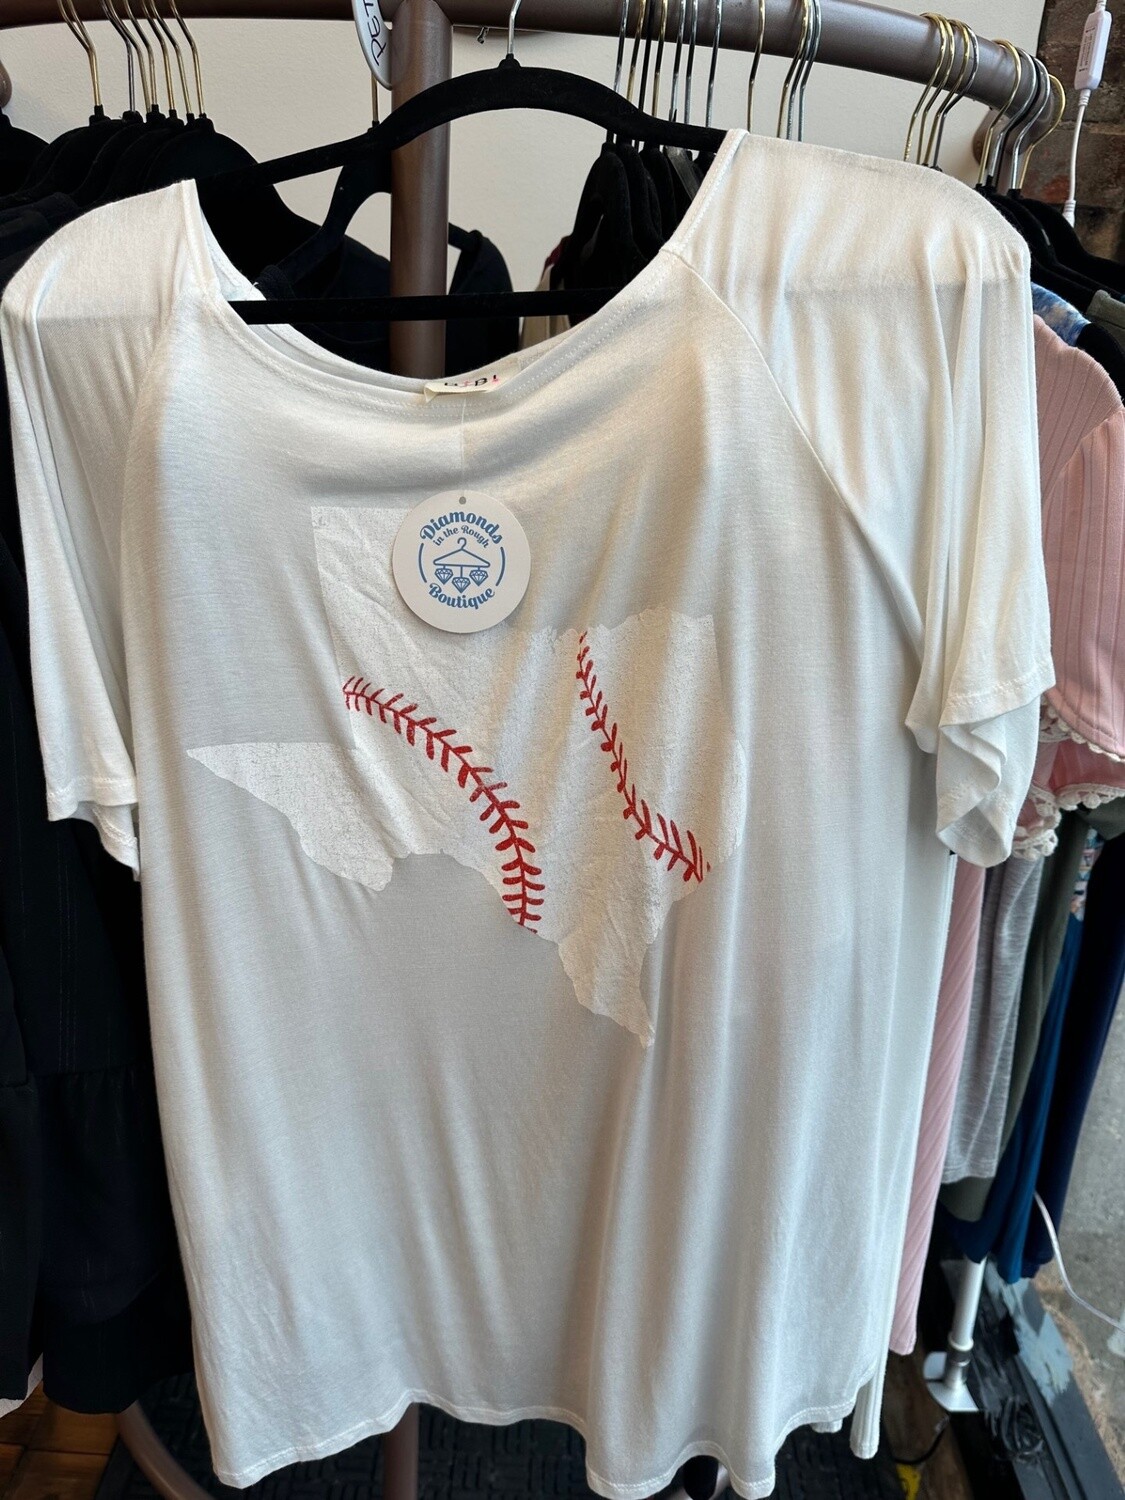 Diamonds
in the Rough
Boutique